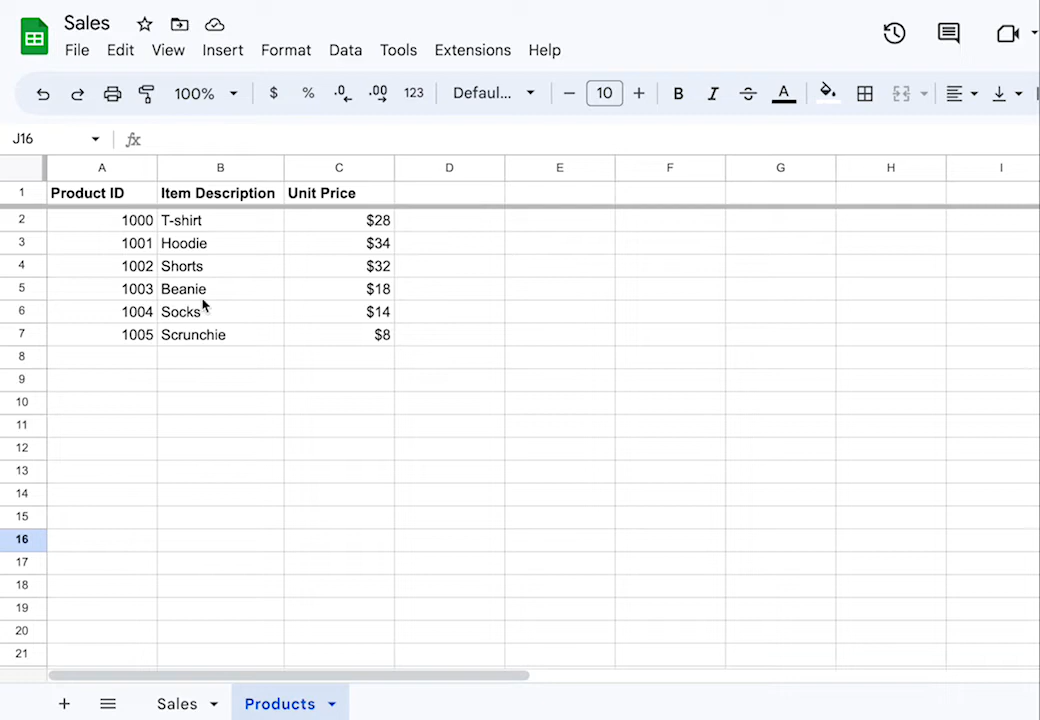 Sales
File Edit View Insert Format Data Tools Extensions Help
100% $ % .0 .00 123 Defaul... 10 B I A
J16 fx
A B C D E F G H I
1 Product ID Item Description Unit Price
2 1000 T-shirt $28
3 1001 Hoodie $34
4 1002 Shorts $32
5 1003 Beanie $18
6 1004 Socks $14
7 1005 Scrunchie $8
8
9
10
11
12
13
14
15
16
17
18
19
20
21
Sales Products